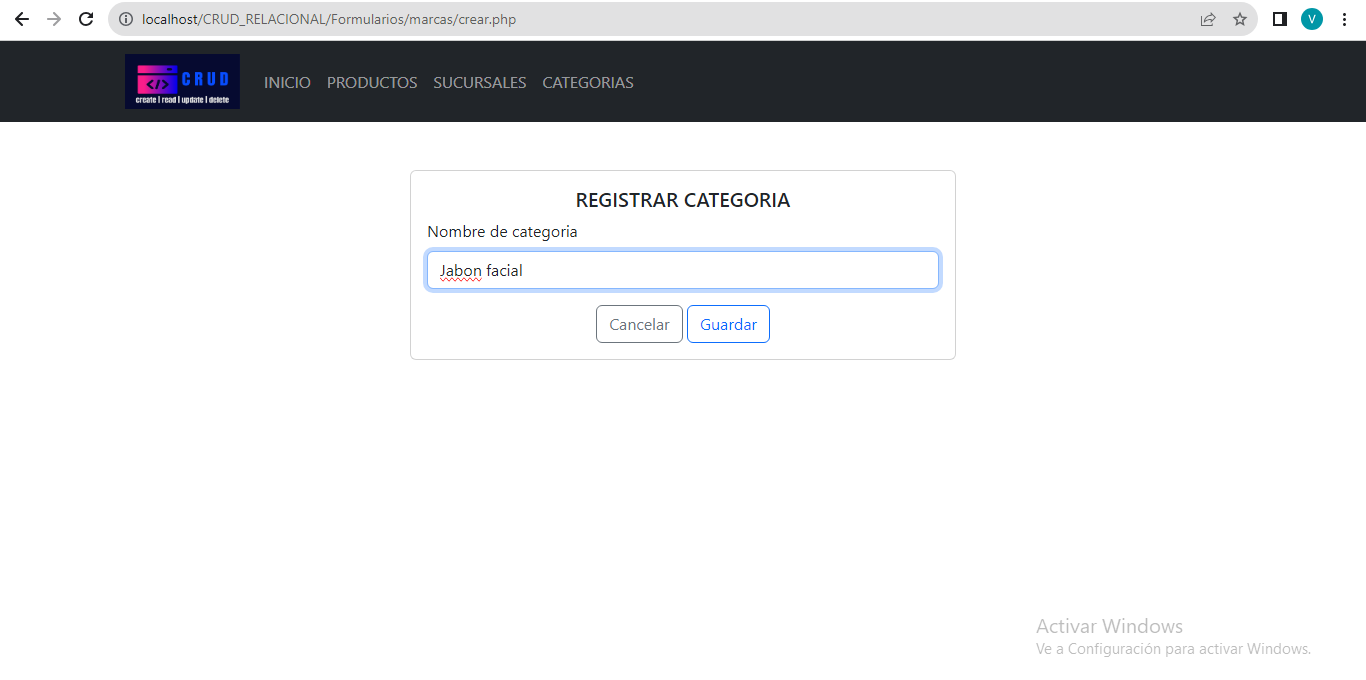 localhost/CRUD_RELACIONAL/Formularios/marcas/crear.php
V
</> CRUD
create | read | update | delete
INICIO PRODUCTOS SUCURSALES CATEGORIAS
REGISTRAR CATEGORIA
Nombre de categoria
Jabon facial
Cancelar Guardar
Activar Windows
Ve a Configuración para activar Windows.